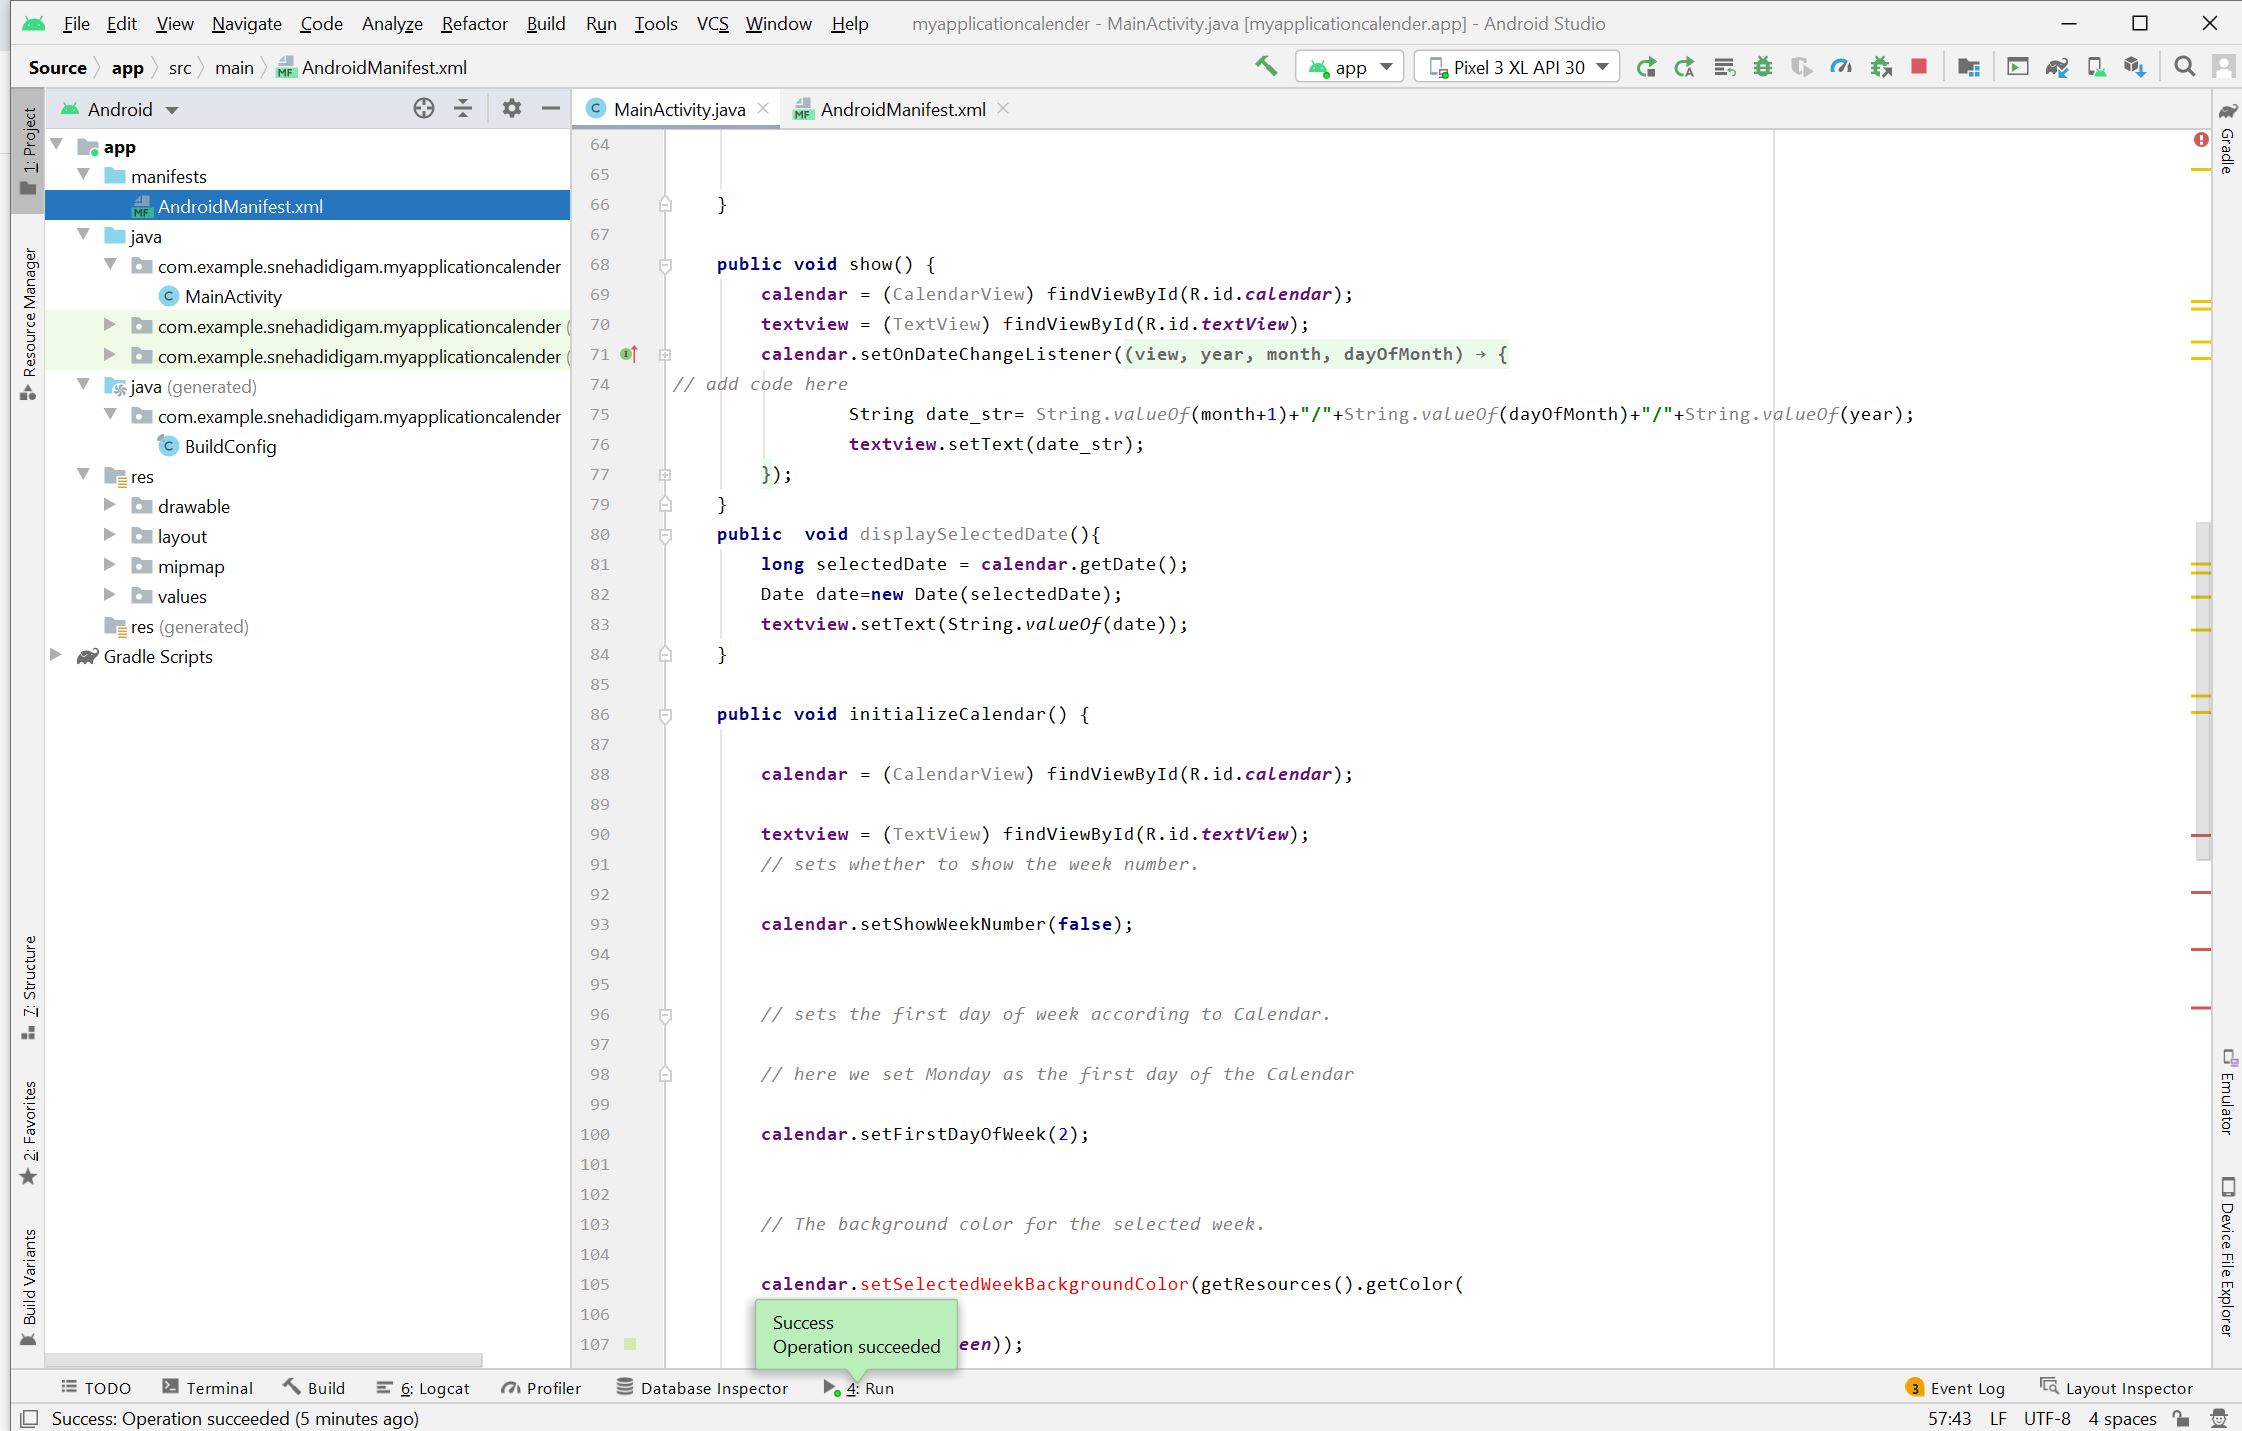 File Edit View Navigate Code Analyze Refactor Build Run Tools VCS Window Help myapplicationcalender - MainActivity.java [myapplicationcalender.app] - Android Studio
Source app src main AndroidManifest.xml app Pixel 3 XL API 30
Android MainActivity.java AndroidManifest.xml
1: Project
Resource Manager
7: Structure
2: Favorites
Build Variants
app
manifests
AndroidManifest.xml
java
com.example.snehadidigam.myapplicationcalender
MainActivity
com.example.snehadidigam.myapplicationcalender (
com.example.snehadidigam.myapplicationcalender (
java (generated)
com.example.snehadidigam.myapplicationcalender
BuildConfig
res
drawable
layout
mipmap
values
res (generated)
Gradle Scripts
64
65
66 }
67
68 public void show() {
69 calendar = (CalendarView) findViewById(R.id.calendar);
70 textview = (TextView) findViewById(R.id.textView);
71 calendar.setOnDateChangeListener((view, year, month, dayOfMonth) → {
74 // add code here
75 String date_str= String.valueOf(month+1)+"/"+String.valueOf(dayOfMonth)+"/"+String.valueOf(year);
76 textview.setText(date_str);
77 });
79 }
80 public  void displaySelectedDate(){
81 long selectedDate = calendar.getDate();
82 Date date=new Date(selectedDate);
83 textview.setText(String.valueOf(date));
84 }
85
86 public void initializeCalendar() {
87
88 calendar = (CalendarView) findViewById(R.id.calendar);
89
90 textview = (TextView) findViewById(R.id.textView);
91 // sets whether to show the week number.
92
93 calendar.setShowWeekNumber(false);
94
95
96 // sets the first day of week according to Calendar.
97
98 // here we set Monday as the first day of the Calendar
99
100 calendar.setFirstDayOfWeek(2);
101
102
103 // The background color for the selected week.
104
105 calendar.setSelectedWeekBackgroundColor(getResources().getColor(
106
107 een));
Success
Operation succeeded
Gradle
Emulator
Device File Explorer
TODO Terminal Build 6: Logcat Profiler Database Inspector 4: Run 3 Event Log Layout Inspector
Success: Operation succeeded (5 minutes ago) 57:43 LF UTF-8 4 spaces